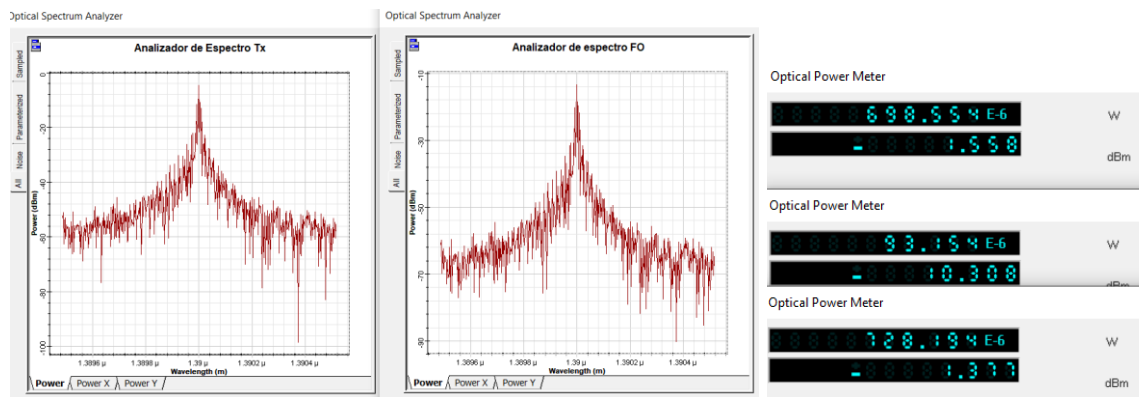 Optical Spectrum Analyzer
Analizador de Espectro Tx
Sampled
Parameterized
Noise
All
Power (dBm)
0
-20
-40
-60
-80
-100
1.3896 µ
1.3898 µ
1.39 µ
1.3902 µ
1.3904 µ
Wavelength (m)
Power
Power X
Power Y
Optical Spectrum Analyzer
Analizador de espectro FO
Sampled
Parameterized
Noise
All
Power (dBm)
-10
-30
-50
-70
-90
1.3896 µ
1.3898 µ
1.39 µ
1.3902 µ
1.3904 µ
Wavelength (m)
Power
Power X
Power Y
Optical Power Meter
698.554 E-6 W
- 1.558 dBm
Optical Power Meter
93.154 E-6 W
- 10.308
Optical Power Meter
728.194 E-6 W
- 1.377 dBm